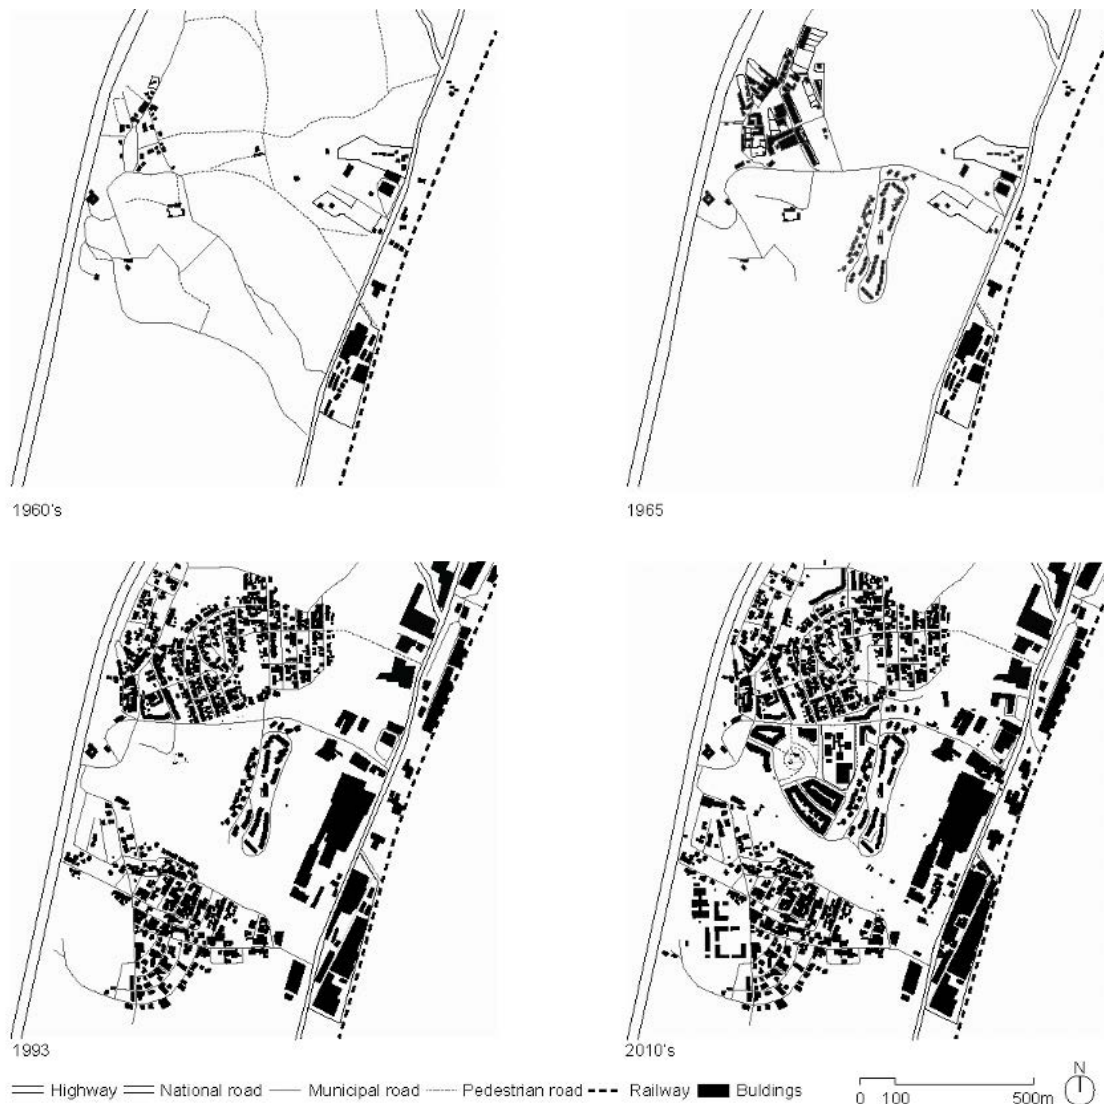 1960's
1965
1993
2010's
Highway National road Municipal road Pedestrian road Railway Buldings
0 100 500m
N